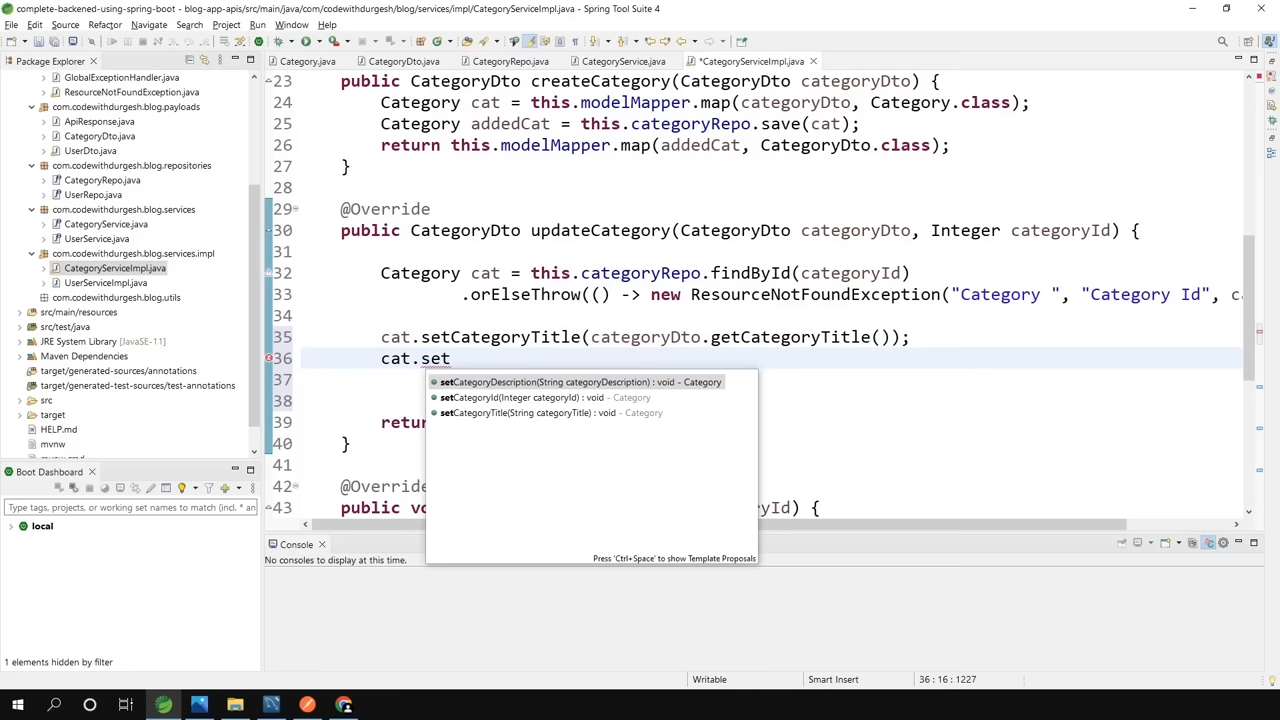 complete-backened-using-spring-boot - blog-app-apis/src/main/java/com/codewithdurgesh/blog/services/impl/CategoryServiceImpl.java - Spring Tool Suite 4
File Edit Source Refactor Navigate Search Project Run Window Help
Package Explorer
GlobalExceptionHandler.java
ResourceNotFoundException.java
com.codewithdurgesh.blog.payloads
ApiResponse.java
CategoryDto.java
UserDto.java
com.codewithdurgesh.blog.repositories
CategoryRepo.java
UserRepo.java
com.codewithdurgesh.blog.services
CategoryService.java
UserService.java
com.codewithdurgesh.blog.services.impl
CategoryServiceImpl.java
UserServiceImpl.java
com.codewithdurgesh.blog.utils
src/main/resources
src/test/java
JRE System Library [JavaSE-11]
Maven Dependencies
target/generated-sources/annotations
target/generated-test-sources/test-annotations
src
target
HELP.md
mvnw
Boot Dashboard
Type tags, projects, or working set names to match (incl. * an
local
1 elements hidden by filter
Category.java CategoryDto.java CategoryRepo.java CategoryService.java *CategoryServiceImpl.java
23 public CategoryDto createCategory(CategoryDto categoryDto) {
24 Category cat = this.modelMapper.map(categoryDto, Category.class);
25 Category addedCat = this.categoryRepo.save(cat);
26 return this.modelMapper.map(addedCat, CategoryDto.class);
27 }
28
29 @Override
30 public CategoryDto updateCategory(CategoryDto categoryDto, Integer categoryId) {
31
32 Category cat = this.categoryRepo.findById(categoryId)
33 .orElseThrow(() -> new ResourceNotFoundException("Category ", "Category Id", c
34
35 cat.setCategoryTitle(categoryDto.getCategoryTitle());
36 cat.set
37
38
39 retu
40 }
41
42 @Override
43 public vo
yId) {
setCategoryDescription(String categoryDescription) : void - Category
setCategoryId(Integer categoryId) : void - Category
setCategoryTitle(String categoryTitle) : void - Category
Press 'Ctrl+Space' to show Template Proposals
Console
No consoles to display at this time.
Writable Smart Insert 36 : 16 : 1227